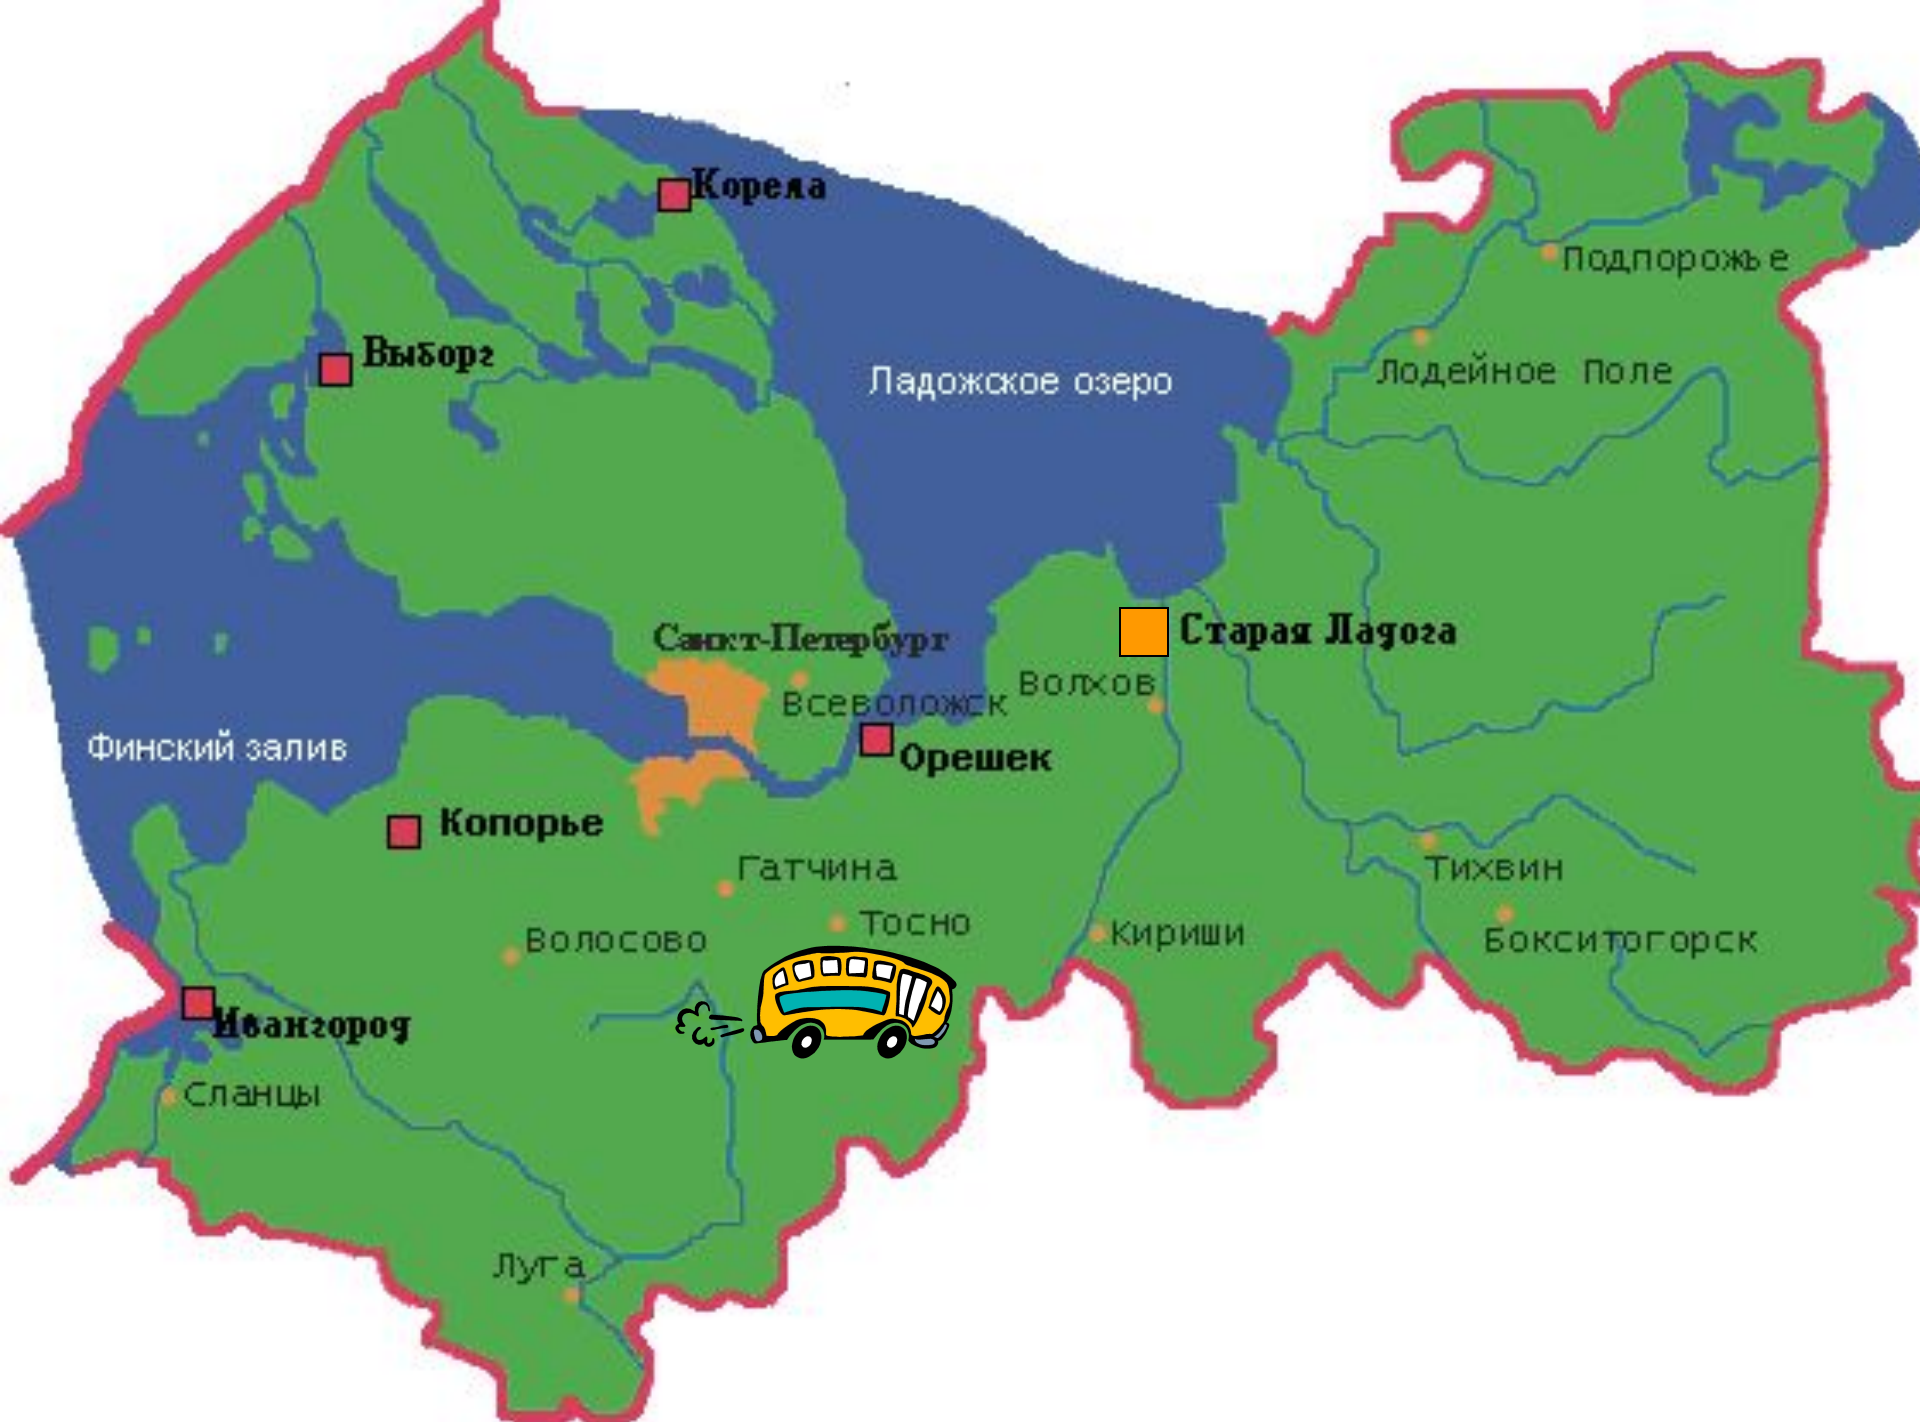 Корела
Подпорожье
Выборг
Ладожское озеро
Лодейное Поле
Санкт-Петербург
Старая Ладога
Волхов
Всеволожск
Финский залив
Орешек
Копорье
Гатчина
Тихвин
Тосно
Кириши
Волосово
Бокситогорск
Ивангород
Сланцы
Луга